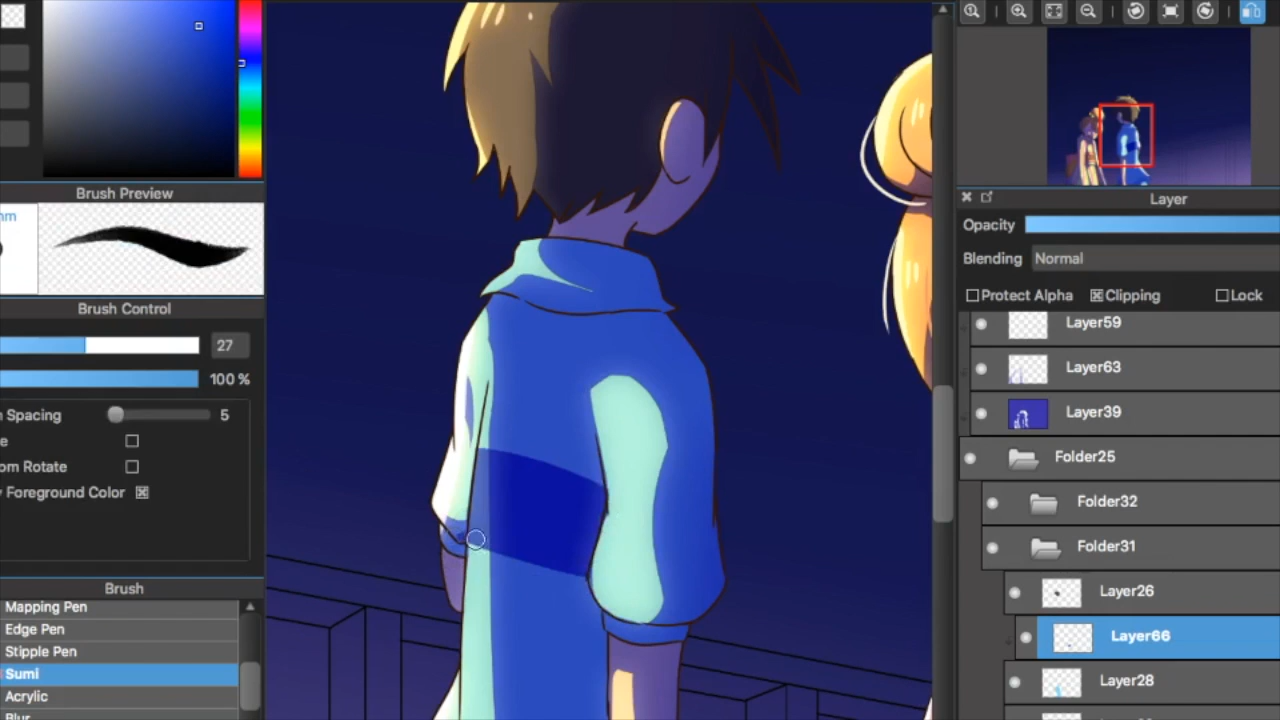 Brush Preview
mm
Brush Control
27
100 %
n Spacing
5
e
om Rotate
y Foreground Color
Brush
Mapping Pen
Edge Pen
Stipple Pen
Sumi
Acrylic
Blur
Layer
Opacity
Blending Normal
Protect Alpha Clipping Lock
Layer59
Layer63
Layer39
Folder25
Folder32
Folder31
Layer26
Layer66
Layer28